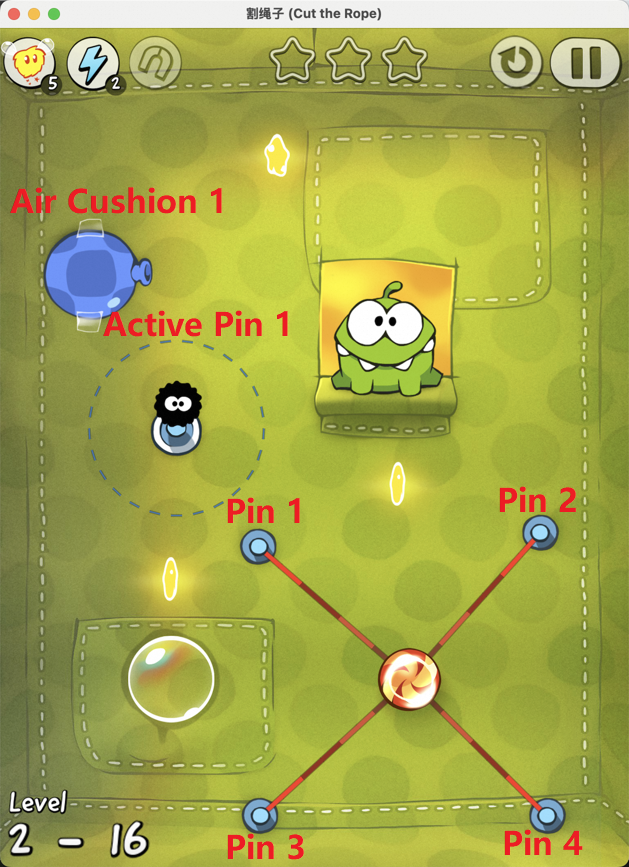 割绳子 (Cut the Rope)
5
2
Air Cushion 1
Active Pin 1
Pin 1
Pin 2
Level
2 - 16
Pin 3
Pin 4